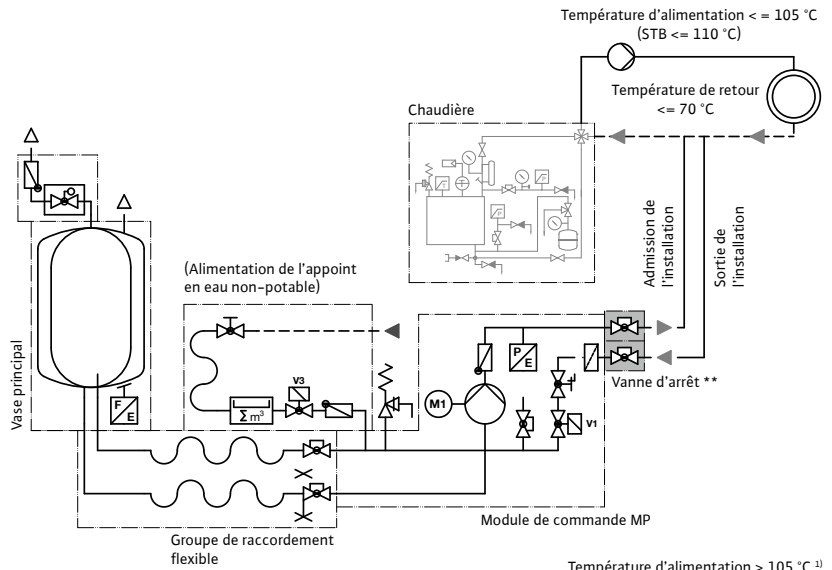 Température d'alimentation < = 105 °C
(STB <= 110 °C)
Température de retour
<= 70 °C
Chaudière
Admission de
l'installation
Sortie de
l'installation
(Alimentation de l'appoint
en eau non-potable)
Vase principal
F
E
Σ m³
V3
M1
P
E
V1
Vanne d'arrêt **
Module de commande MP
Groupe de raccordement
flexible
Température d'alimentation > 105 °C ¹⁾